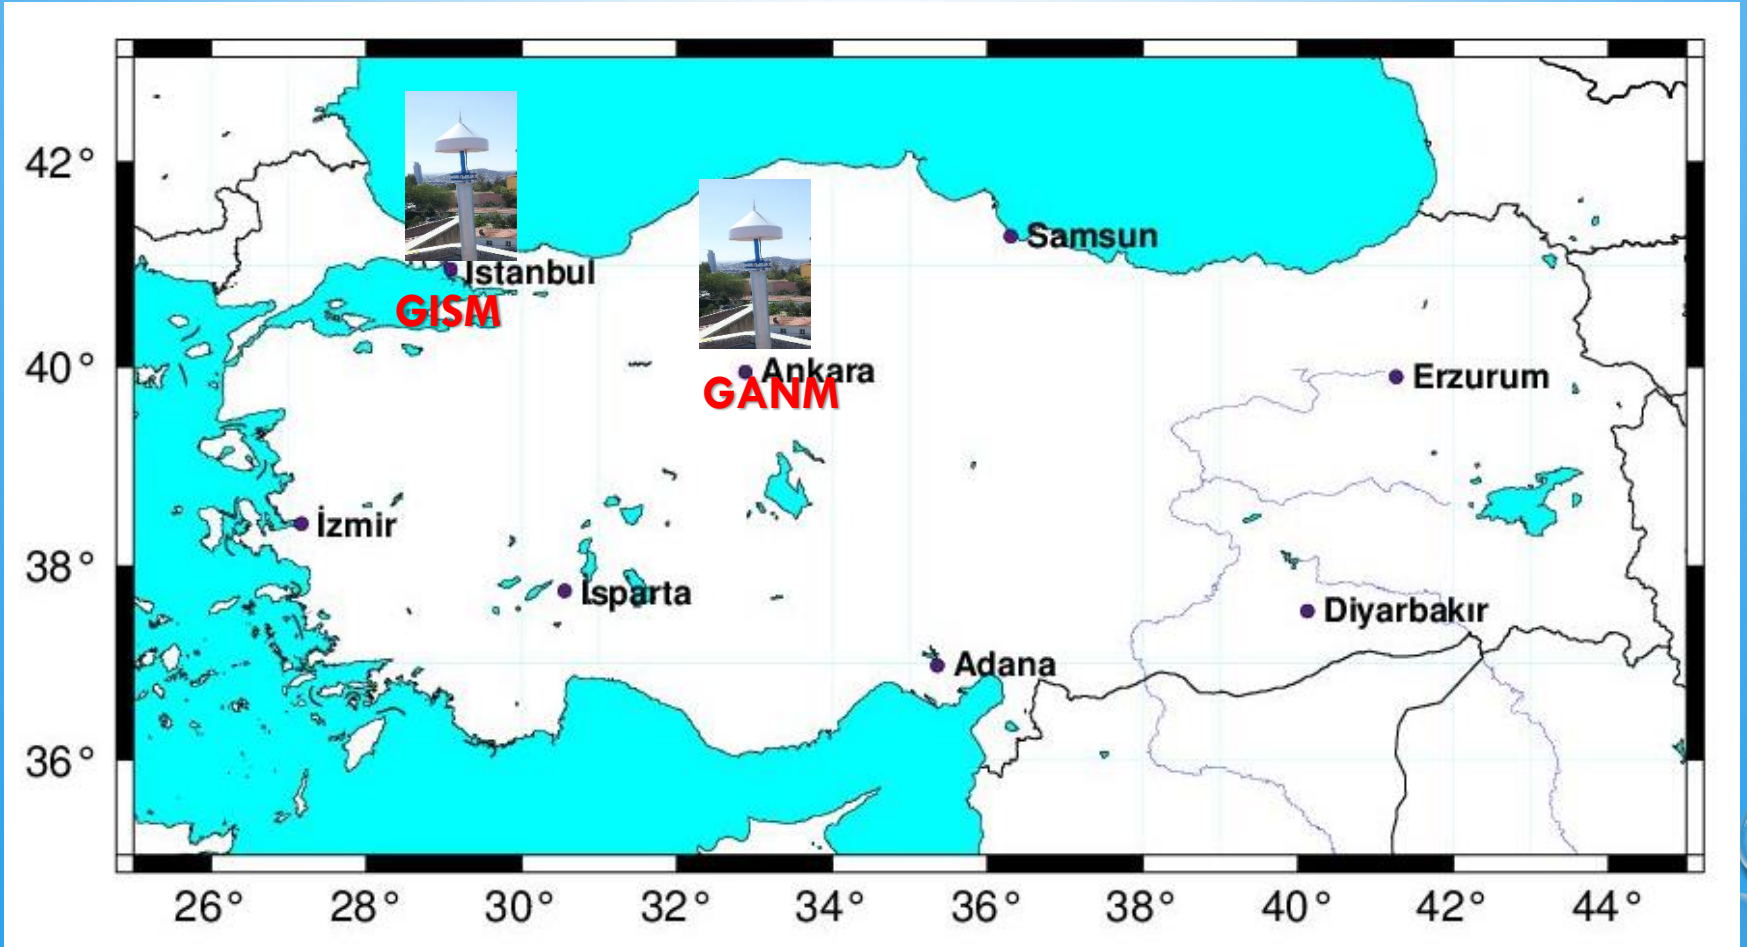 42°
40°
38°
36°
Samsun
İstanbul
GISM
Ankara
GANM
Erzurum
İzmir
Isparta
Diyarbakır
Adana
26° 28° 30° 32° 34° 36° 38° 40° 42° 44°